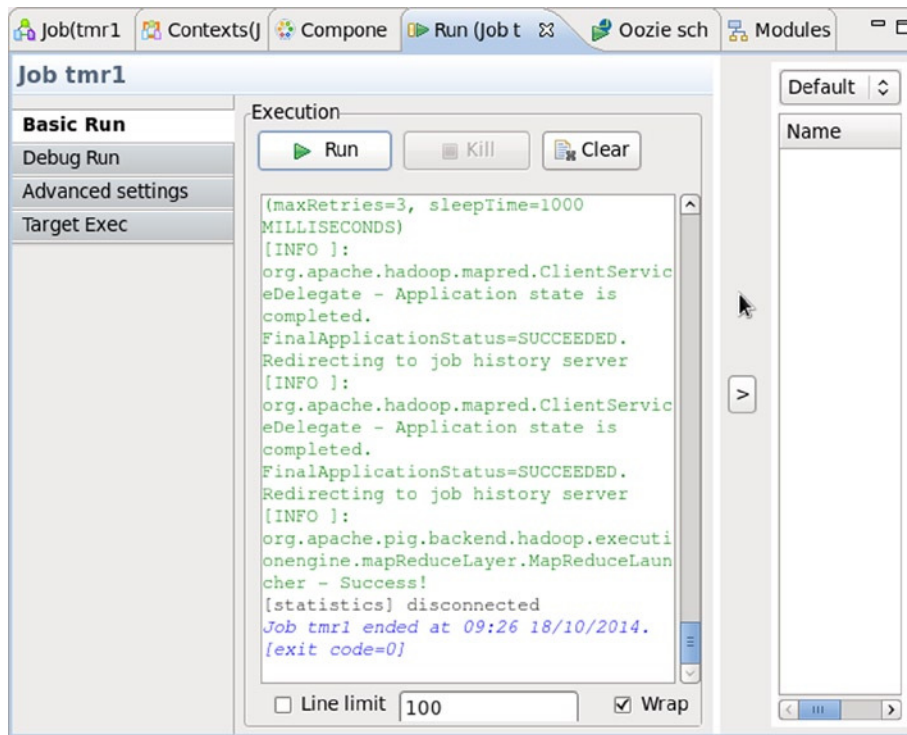 Job(tmr1
Contexts(J
Compone
Run (Job t
Oozie sch
Modules
Job tmr1
Default
Basic Run
Debug Run
Advanced settings
Target Exec
Execution
Run
Kill
Clear
Name
(maxRetries=3, sleepTime=1000
MILLISECONDS)
[INFO ]:
org.apache.hadoop.mapred.ClientServic
eDelegate - Application state is
completed.
FinalApplicationStatus=SUCCEEDED.
Redirecting to job history server
[INFO ]:
org.apache.hadoop.mapred.ClientServic
eDelegate - Application state is
completed.
FinalApplicationStatus=SUCCEEDED.
Redirecting to job history server
[INFO ]:
org.apache.pig.backend.hadoop.executi
onengine.mapReduceLayer.MapReduceLaun
cher - Success!
[statistics] disconnected
Job tmr1 ended at 09:26 18/10/2014.
[exit code=0]
>
Line limit
100
Wrap